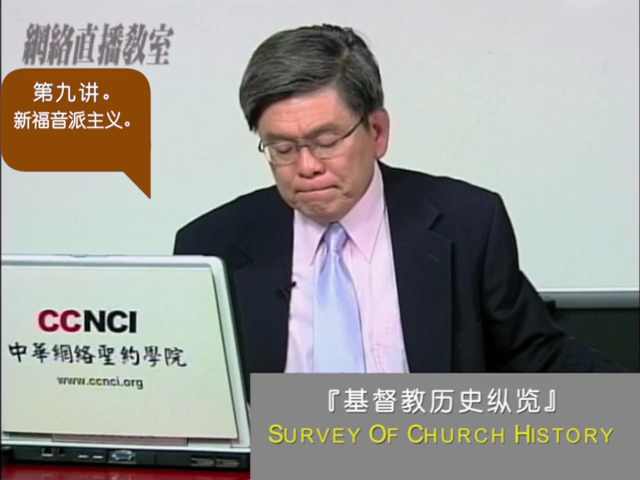 網絡直播教室
第九讲。
新福音派主义。
CCNCI
中華網絡聖約學院
www.ccnci.org
『基督教历史纵览』
SURVEY OF CHURCH HISTORY